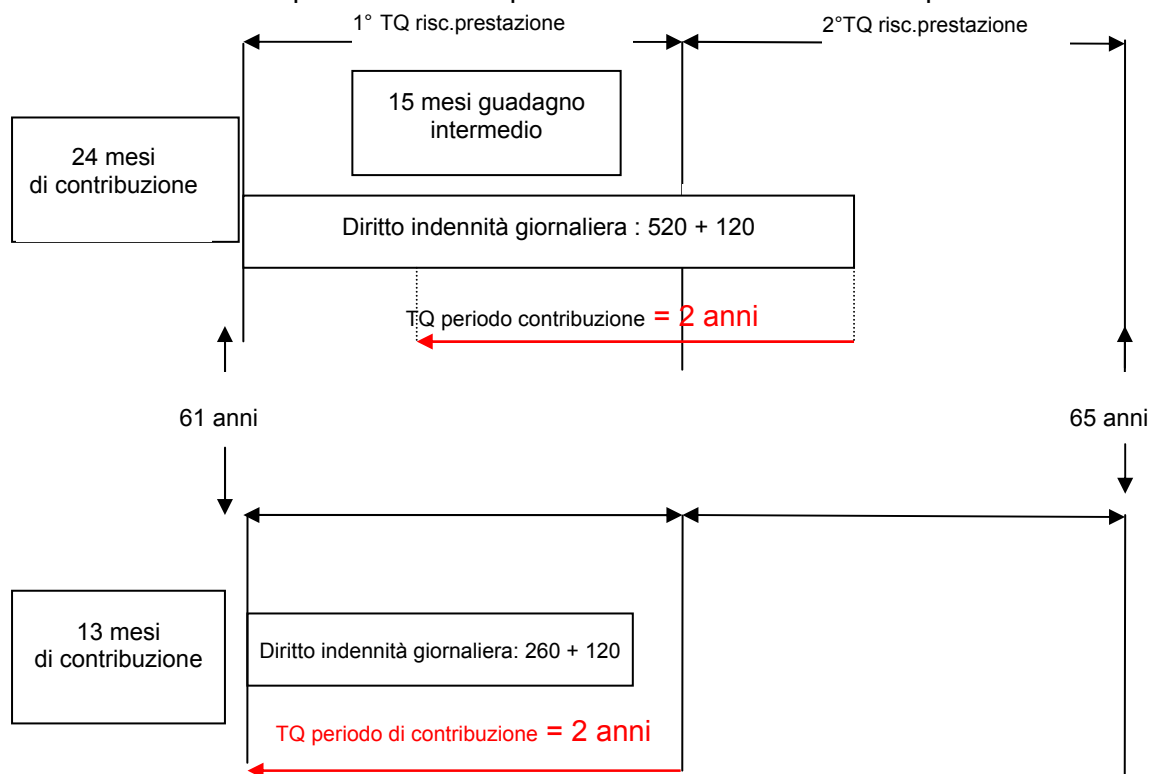 1° TQ risc.prestazione
2°TQ risc.prestazione
15 mesi guadagno
intermedio
24 mesi
di contribuzione
Diritto indennità giornaliera : 520 + 120
TQ periodo contribuzione = 2 anni
61 anni
65 anni
13 mesi
di contribuzione
Diritto indennità giornaliera: 260 + 120
TQ periodo di contribuzione = 2 anni